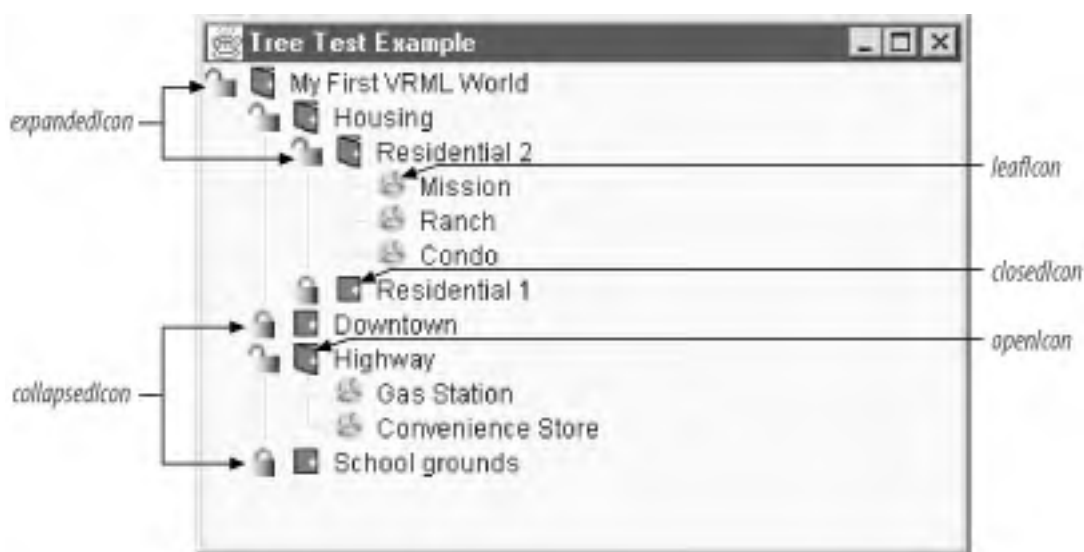 Tree Test Example
My First VRML World
expandedIcon
Housing
Residential 2
leafIcon
Mission
Ranch
Condo
closedIcon
Residential 1
Downtown
openIcon
Highway
collapsedIcon
Gas Station
Convenience Store
School grounds